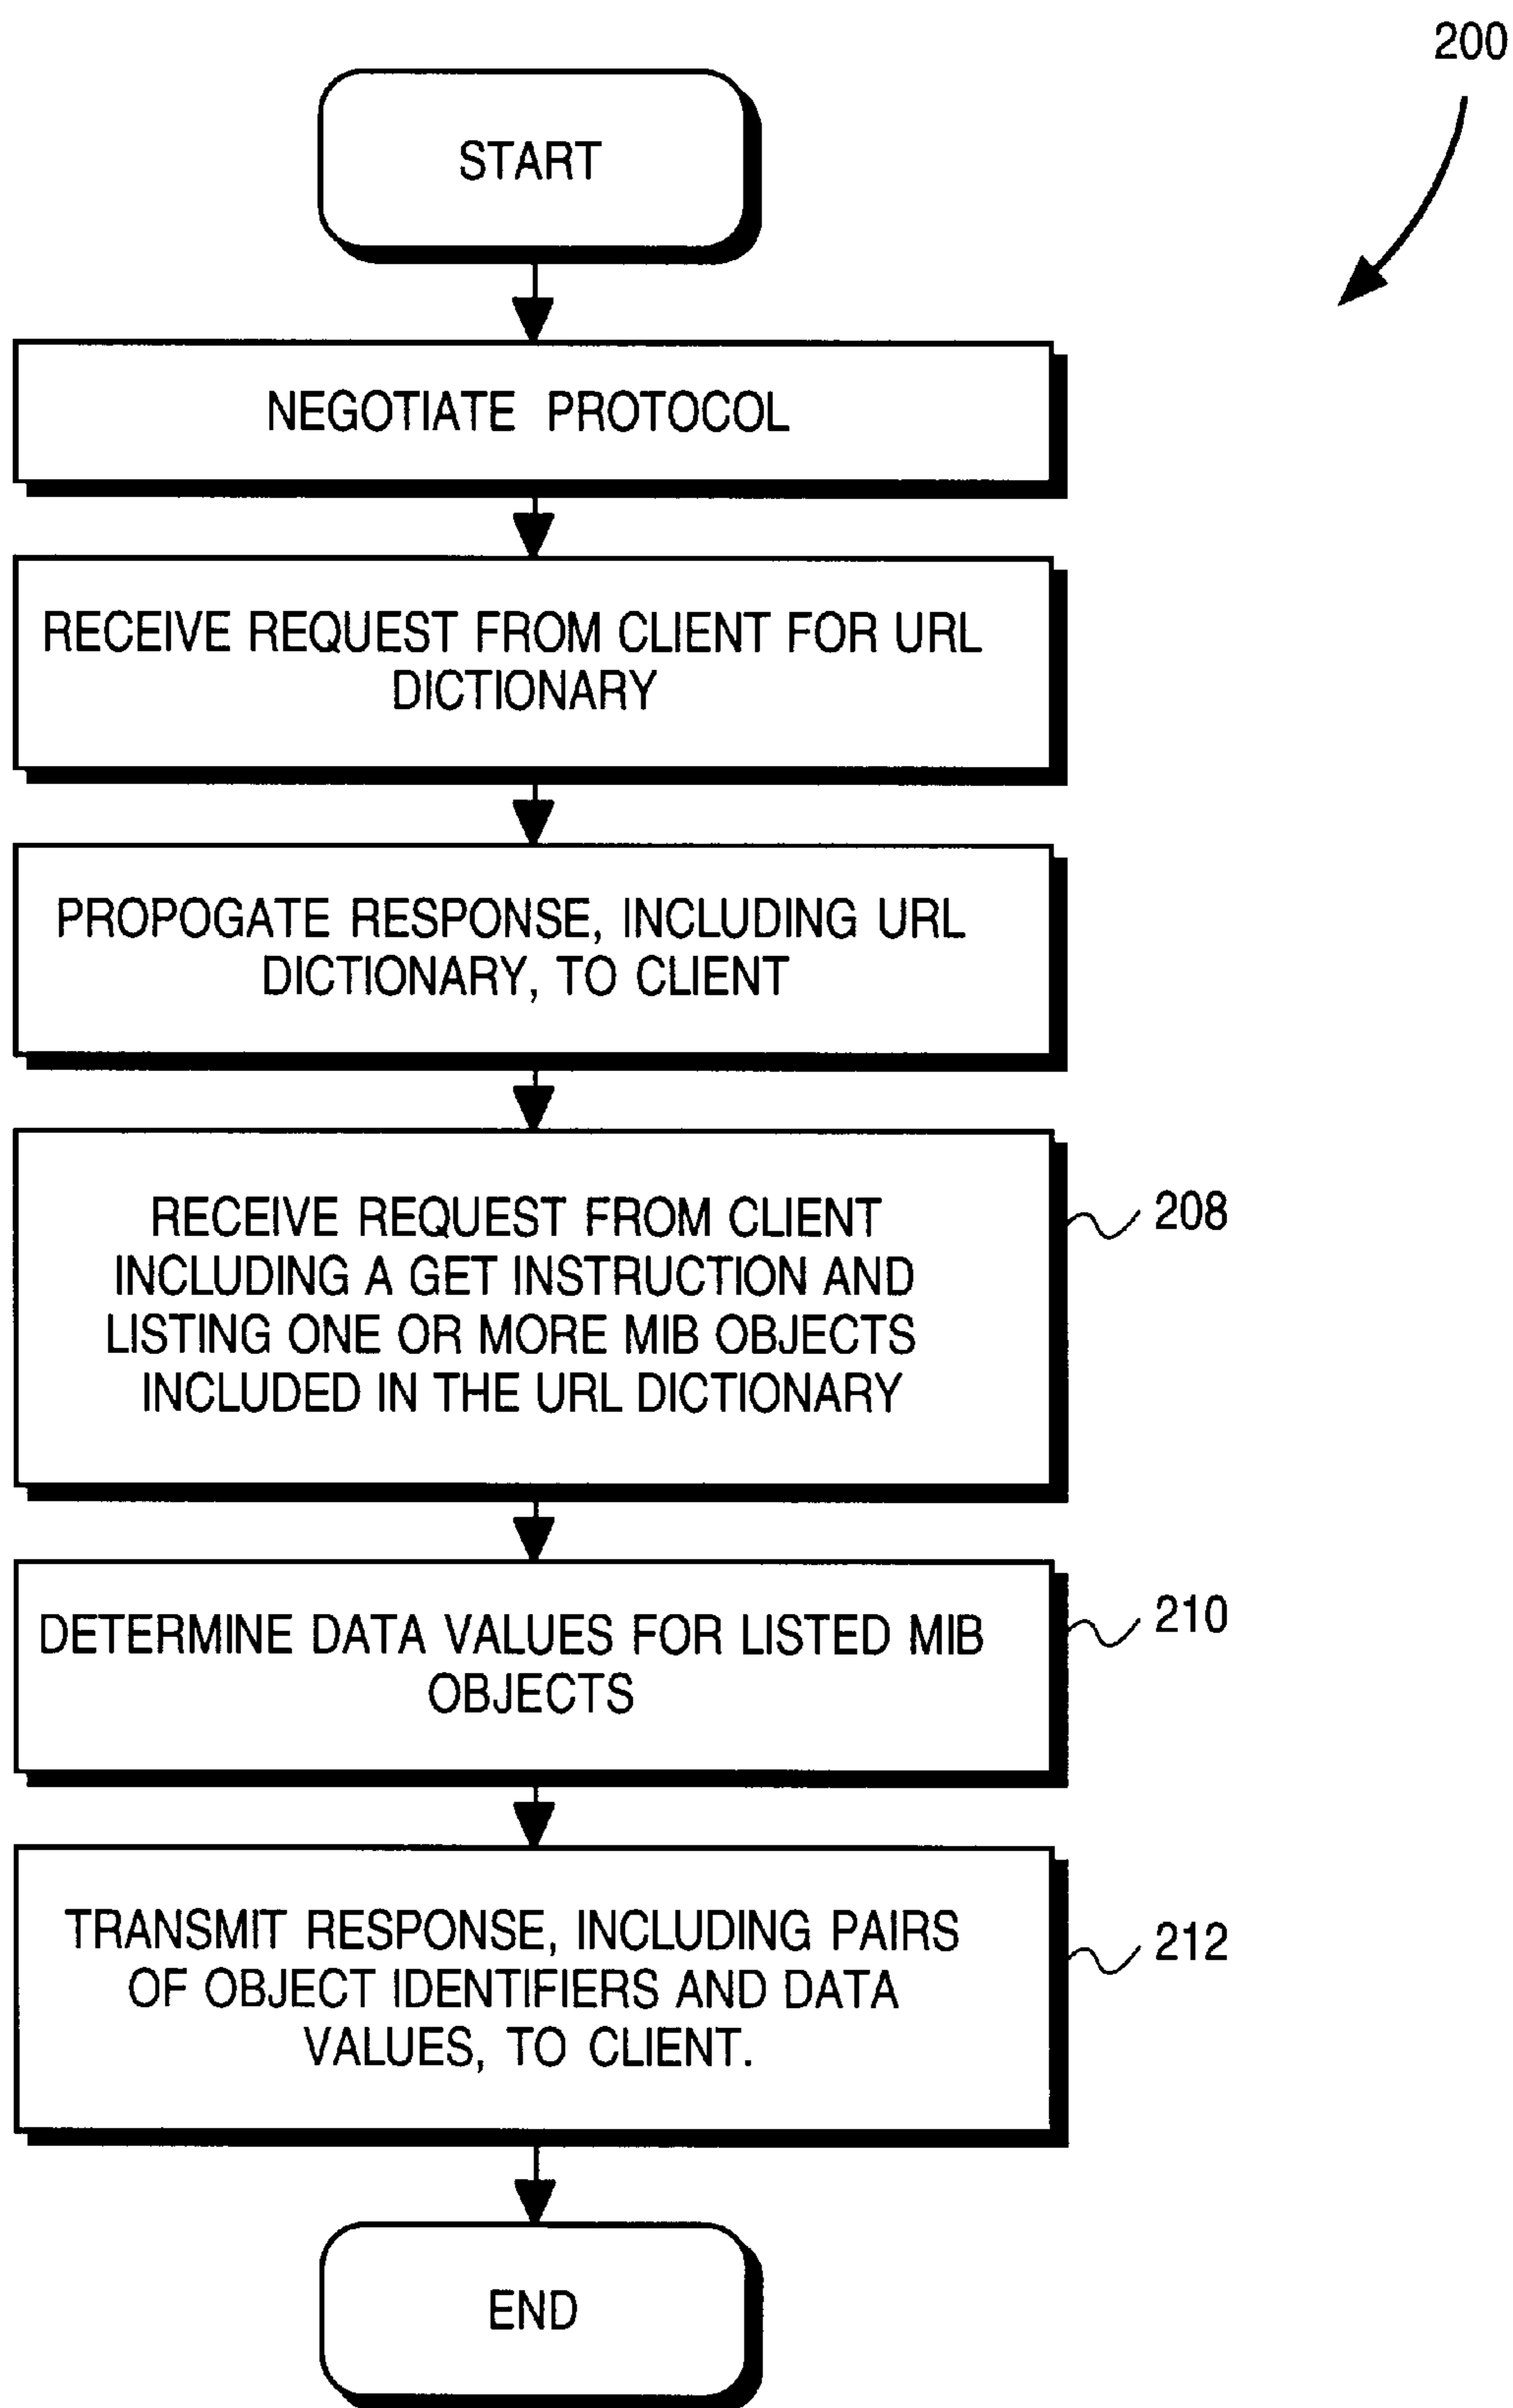 200
START
NEGOTIATE PROTOCOL
RECEIVE REQUEST FROM CLIENT FOR URL
DICTIONARY
PROPOGATE RESPONSE, INCLUDING URL
DICTIONARY, TO CLIENT
RECEIVE REQUEST FROM CLIENT
INCLUDING A GET INSTRUCTION AND
LISTING ONE OR MORE MIB OBJECTS
INCLUDED IN THE URL DICTIONARY
208
DETERMINE DATA VALUES FOR LISTED MIB
OBJECTS
210
TRANSMIT RESPONSE, INCLUDING PAIRS
OF OBJECT IDENTIFIERS AND DATA
VALUES, TO CLIENT.
212
END